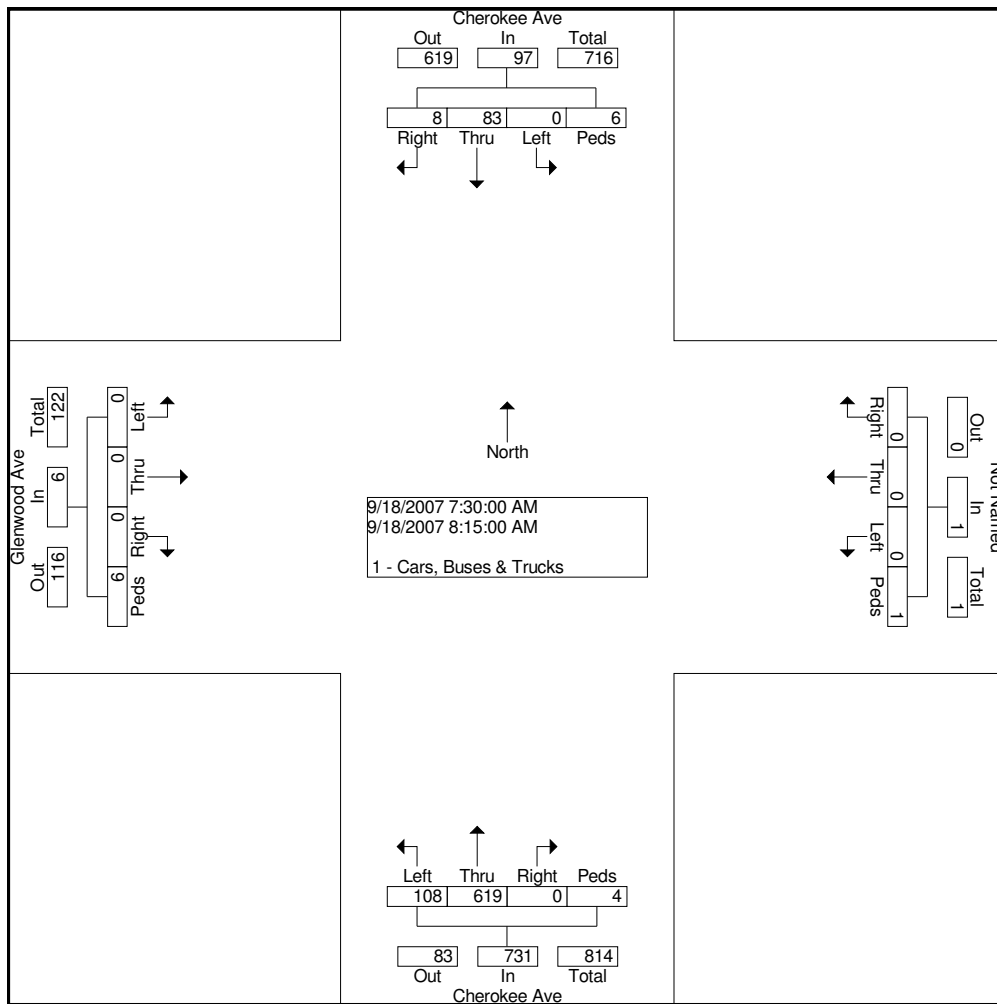 Cherokee Ave
Out In Total
619 97 716
8 83 0 6
Right Thru Left Peds
Glenwood Ave
Total In Out
122 6 116
0 0 0 6
Left Thru Right Peds
North
9/18/2007 7:30:00 AM
9/18/2007 8:15:00 AM
1 - Cars, Buses & Trucks
Right Thru Left Peds
0 0 0 1
Out In Total
0 1 1
Not Named
Left Thru Right Peds
108 619 0 4
83 731 814
Out In Total
Cherokee Ave